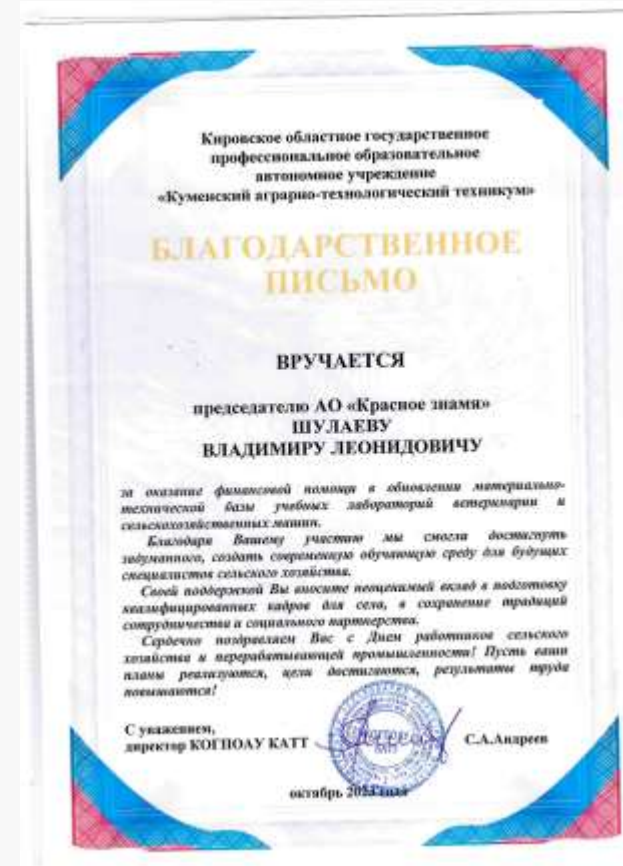 Кировское областное государственное
профессиональное образовательное
автономное учреждение
«Куменский аграрно-технологический техникум»
БЛАГОДАРСТВЕННОЕ
ПИСЬМО
ВРУЧАЕТСЯ
председателю АО «Красное знамя»
ШУЛАЕВУ
ВЛАДИМИРУ ЛЕОНИДОВИЧУ
за оказание финансовой помощи в обновлении материально-
технической базы учебных лабораторий ветеринарии и
сельскохозяйственных машин.
Благодаря Вашему участию мы смогли достигнуть
задуманного, создать современную обучающую среду для будущих
специалистов сельского хозяйства.
Своей поддержкой Вы вносите неоценимый вклад в подготовку
квалифицированных кадров для села, в сохранение традиций
сотрудничества и социального партнерства.
Сердечно поздравляем Вас с Днем работников сельского
хозяйства и перерабатывающей промышленности! Пусть ваши
планы реализуются, цели достигаются, результаты труда
повышаются!
С уважением,
директор КОГПОАУ КАТТ
С.А.Андреев
октябрь 2023 года